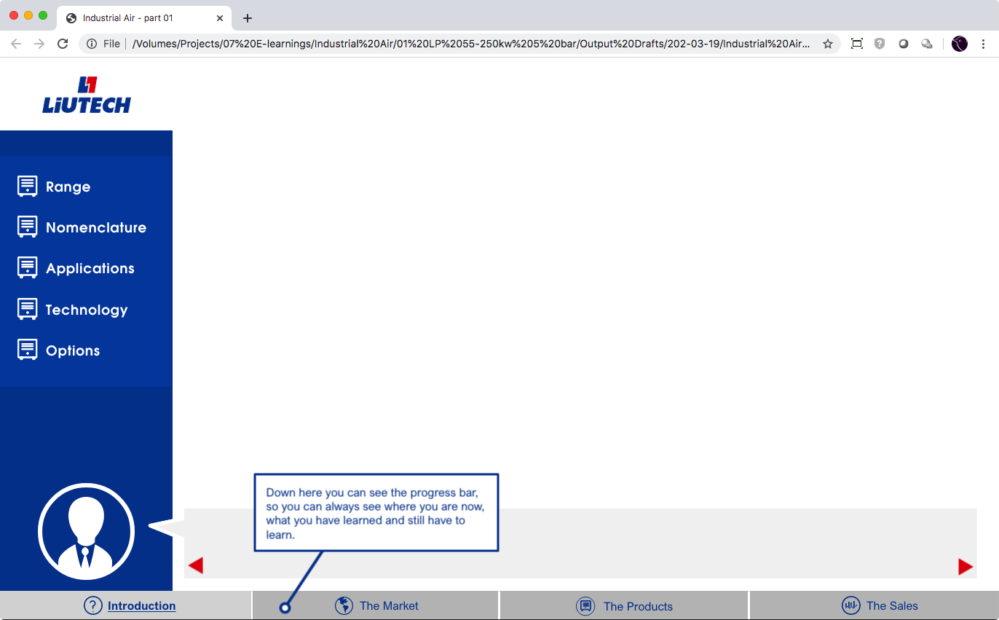 Industrial Air - part 01
File
/Volumes/Projects/07%20E-learnings/Industrial%20Air/01%20LP%2055-250kw%205%20bar/Output%20Drafts/202-03-19/Industrial%20Air...
LiUTECH
Range
Nomenclature
Applications
Technology
Options
Down here you can see the progress bar,
so you can always see where you are now,
what you have learned and still have to
learn.
Introduction
The Market
The Products
The Sales